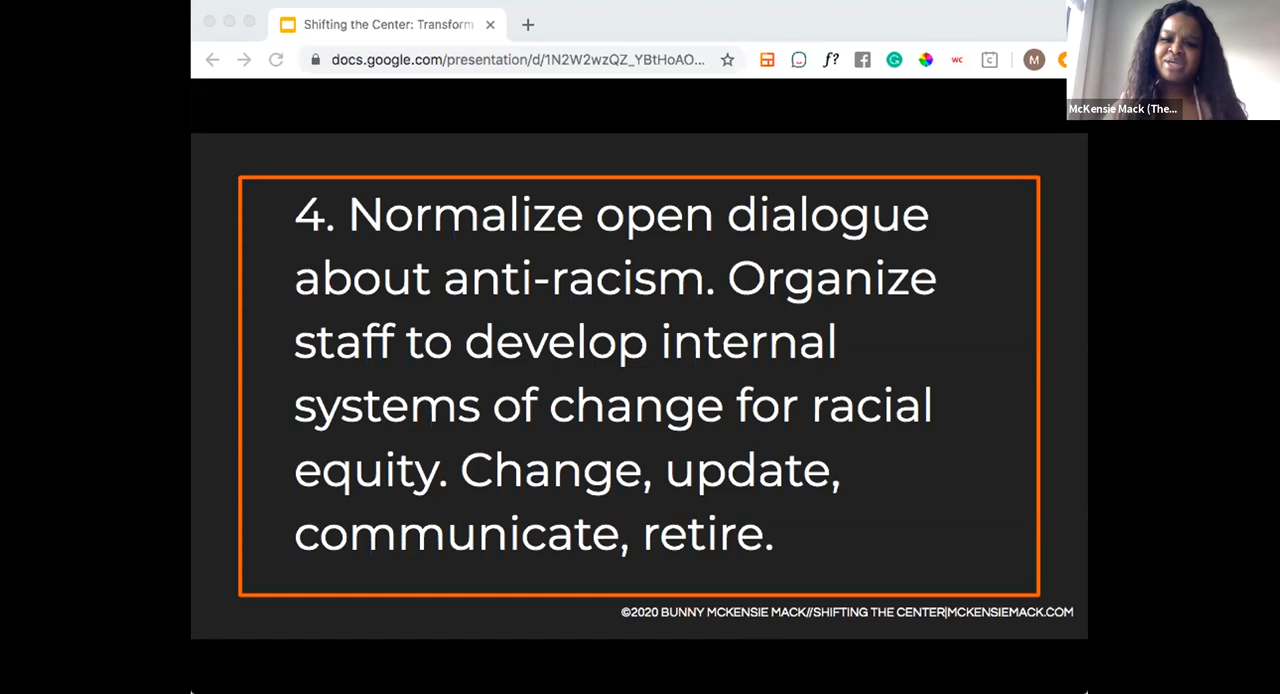 Shifting the Center: Transform
docs.google.com/presentation/d/1N2W2wzQZ_YBtHoAO...
f?
wc
C
M
McKensie Mack (The...
4. Normalize open dialogue
about anti-racism. Organize
staff to develop internal
systems of change for racial
equity. Change, update,
communicate, retire.
©2020 BUNNY MCKENSIE MACK//SHIFTING THE CENTER|MCKENSIEMACK.COM